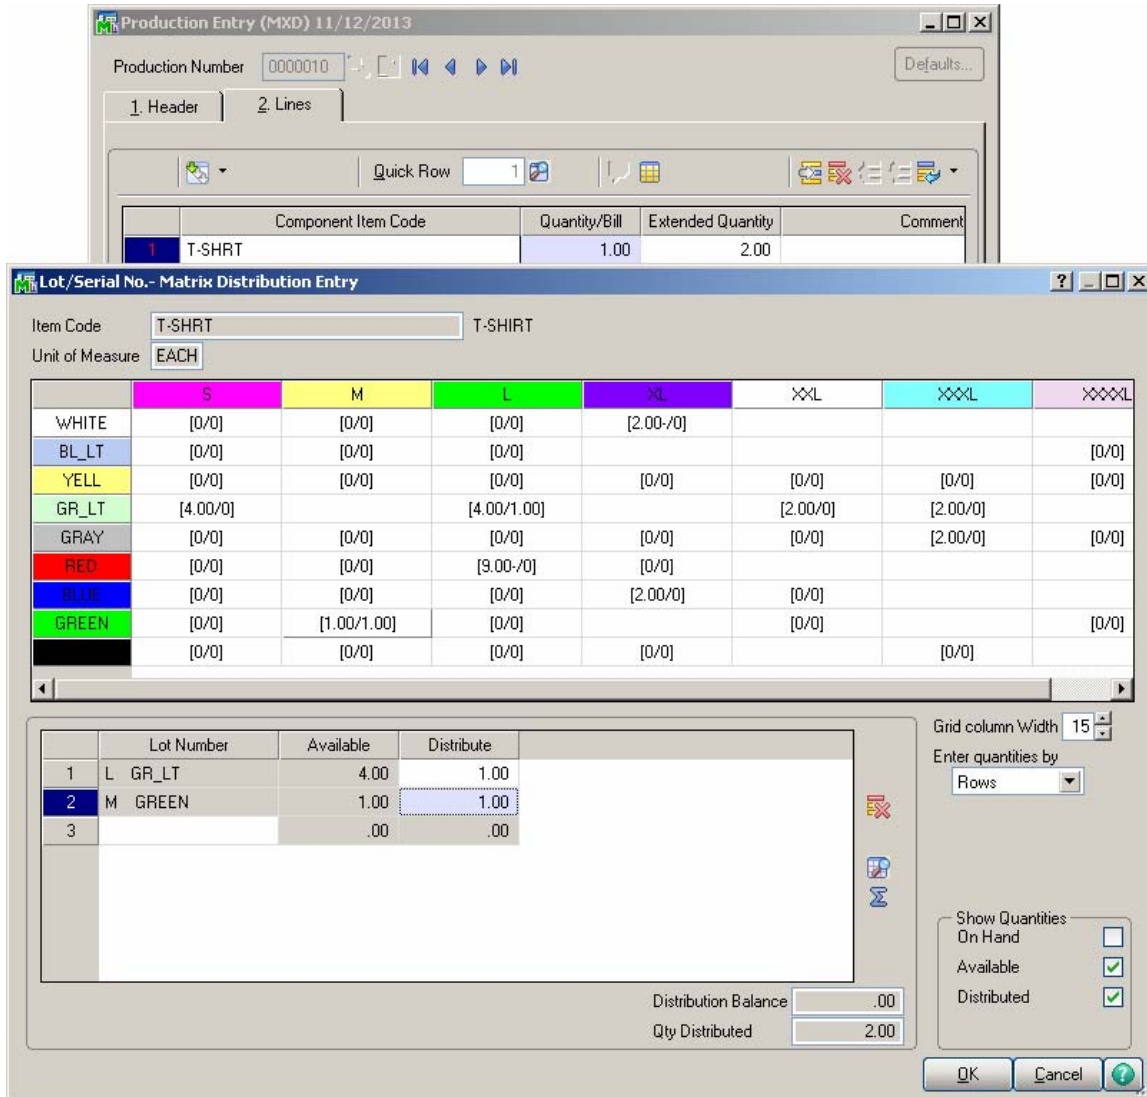 Production Entry (MXD) 11/12/2013
Production Number 0000010 Defaults...
1. Header 2. Lines
Quick Row 1
Component Item Code Quantity/Bill Extended Quantity Comment
1 T-SHRT 1.00 2.00
Lot/Serial No.- Matrix Distribution Entry
Item Code T-SHRT T-SHIRT
Unit of Measure EACH
S M L XL XXL XXXL XXXXL
WHITE [0/0] [0/0] [0/0] [2.00-/0]
BL_LT [0/0] [0/0] [0/0] [0/0]
YELL [0/0] [0/0] [0/0] [0/0] [0/0] [0/0] [0/0]
GR_LT [4.00/0] [4.00/1.00] [2.00/0] [2.00/0]
GRAY [0/0] [0/0] [0/0] [0/0] [0/0] [2.00/0] [0/0]
RED [0/0] [0/0] [9.00-/0] [0/0]
BLUE [0/0] [0/0] [0/0] [2.00/0] [0/0]
GREEN [0/0] [1.00/1.00] [0/0] [0/0] [0/0]
[0/0] [0/0] [0/0] [0/0] [0/0]
Grid column Width 15
Enter quantities by
Rows
Lot Number Available Distribute
1 L GR_LT 4.00 1.00
2 M GREEN 1.00 1.00
3 .00 .00
Show Quantities
On Hand
Available
Distributed
Distribution Balance .00
Qty Distributed 2.00
OK Cancel